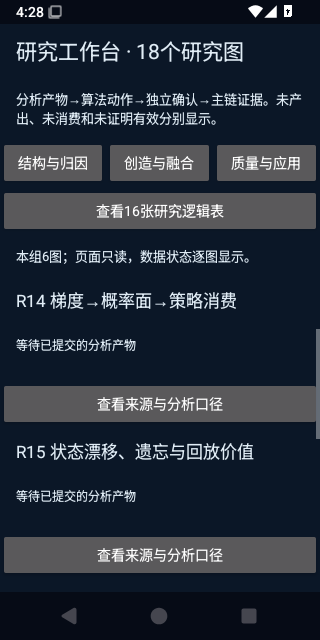 4:28
研究工作台 · 18个研究图
分析产物→算法动作→独立确认→主链证据。未产
出、未消费和未证明有效分别显示。
结构与归因 创造与融合 质量与应用
查看16张研究逻辑表
本组6图；页面只读，数据状态逐图显示。
R14 梯度→概率面→策略消费
等待已提交的分析产物
查看来源与分析口径
R15 状态漂移、遗忘与回放价值
等待已提交的分析产物
查看来源与分析口径